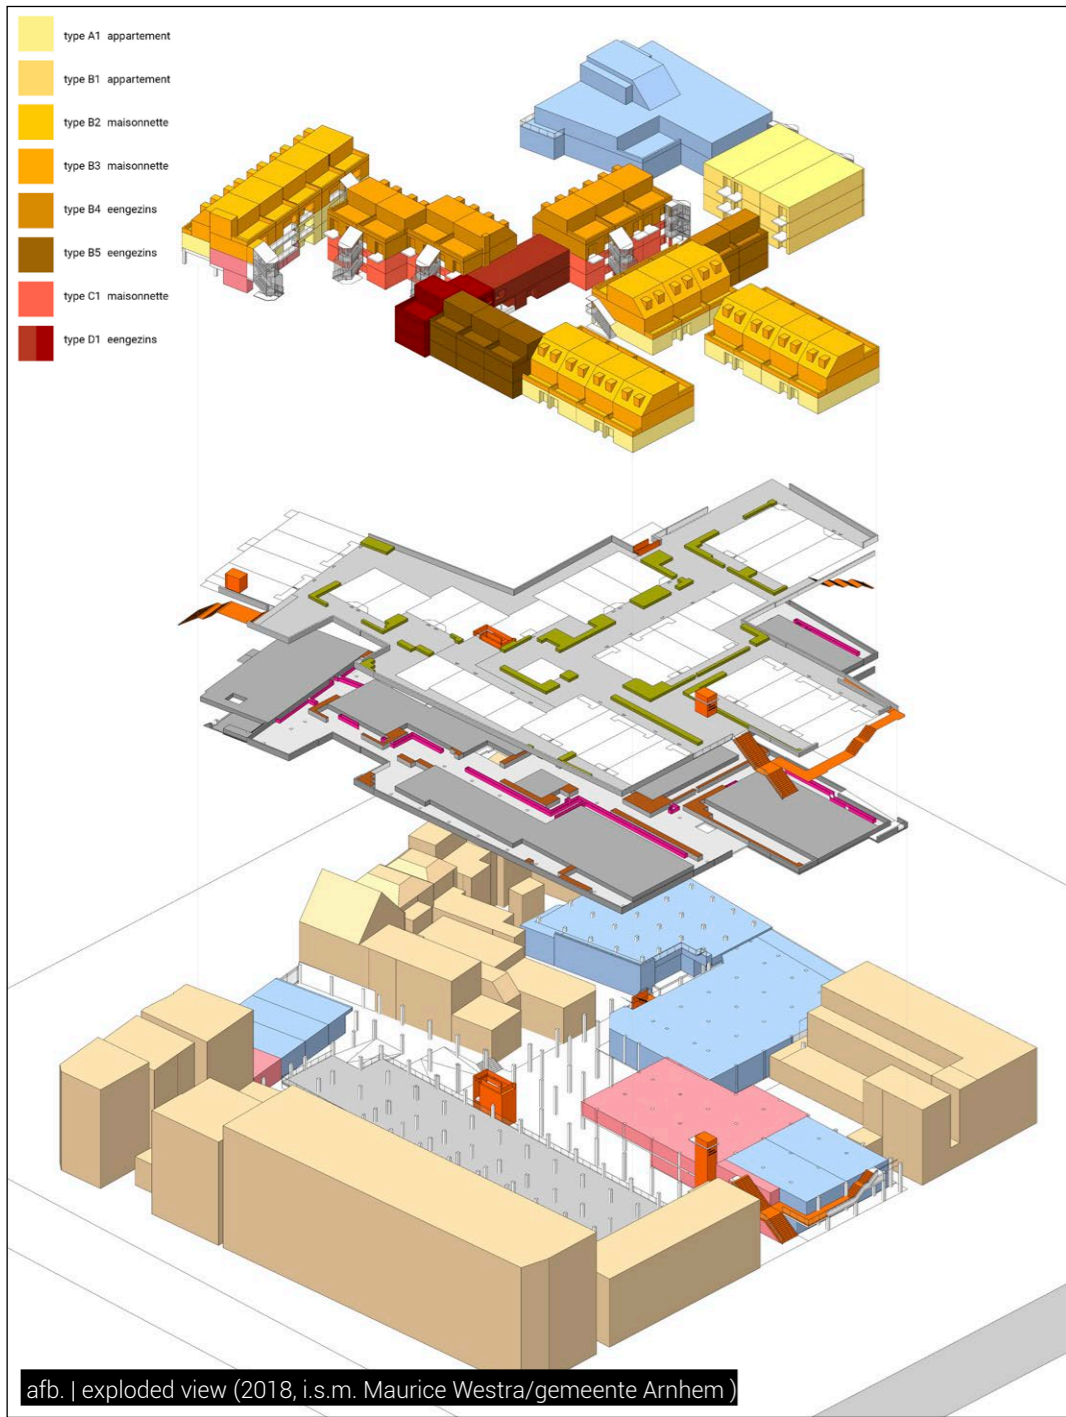 type A1 appartement
type B1 appartement
type B2 maisonnette
type B3 maisonnette
type B4 eengezins
type B5 eengezins
type C1 maisonnette
type D1 eengezins
afb. | exploded view (2018, i.s.m. Maurice Westra/gemeente Arnhem )